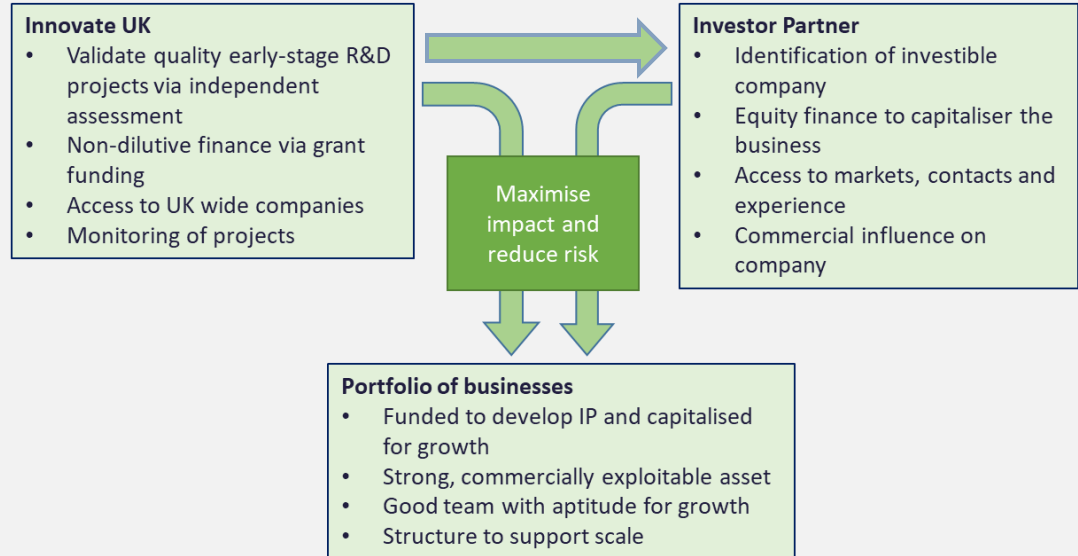 Innovate UK
• Validate quality early-stage R&D
projects via independent
assessment
• Non-dilutive finance via grant
funding
• Access to UK wide companies
• Monitoring of projects
Investor Partner
• Identification of investible
company
• Equity finance to capitaliser the
business
• Access to markets, contacts and
experience
• Commercial influence on
company
Maximise
impact and
reduce risk
Portfolio of businesses
• Funded to develop IP and capitalised
for growth
• Strong, commercially exploitable asset
• Good team with aptitude for growth
• Structure to support scale